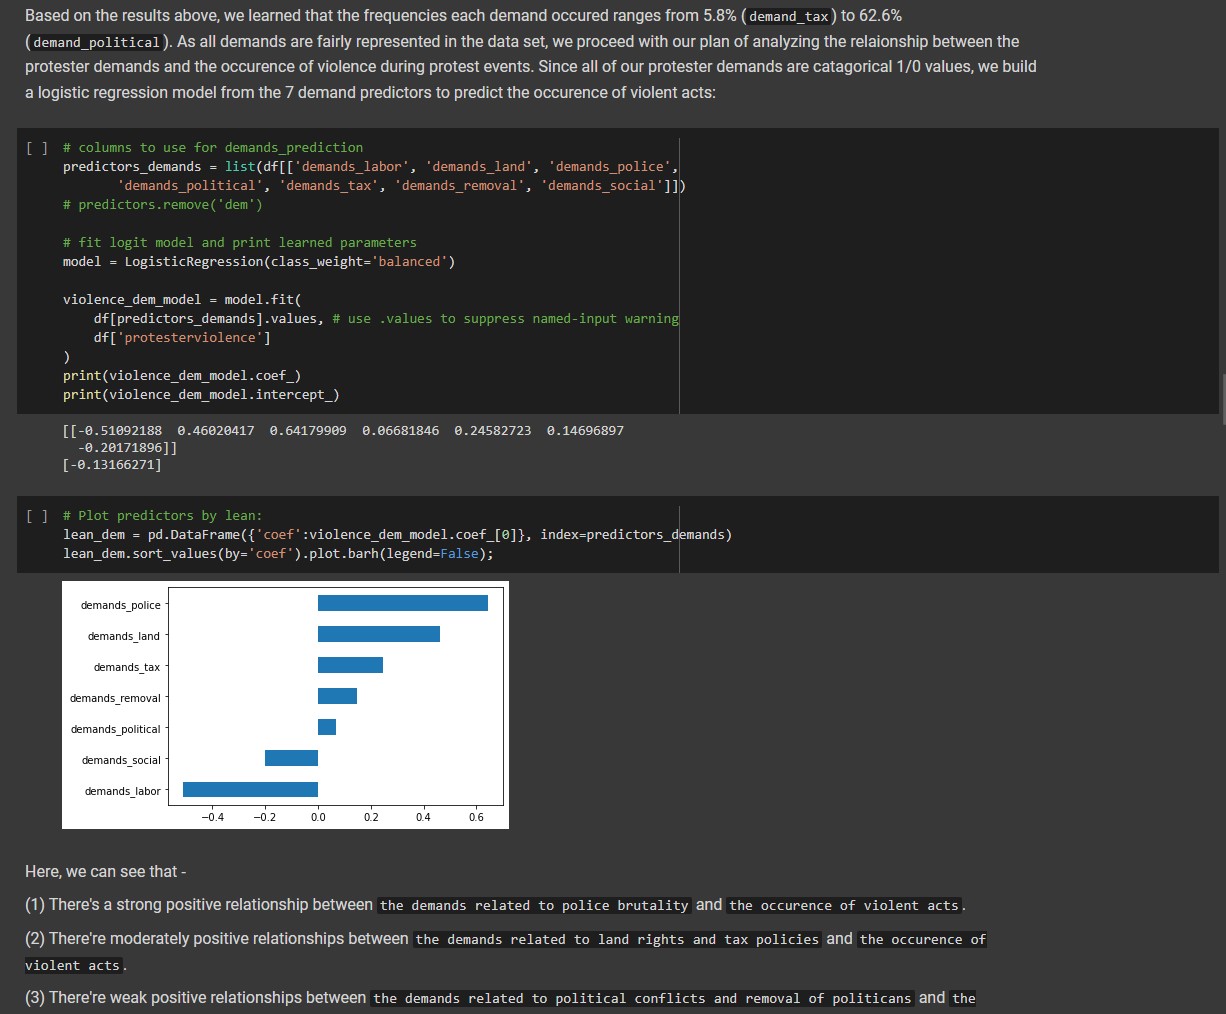 Based on the results above, we learned that the frequencies each demand occured ranges from 5.8% ( demand_tax ) to 62.6%
( demand_political ). As all demands are fairly represented in the data set, we proceed with our plan of analyzing the relaionship between the
protester demands and the occurence of violence during protest events. Since all of our protester demands are catagorical 1/0 values, we build
a logistic regression model from the 7 demand predictors to predict the occurence of violent acts:
[ ] # columns to use for demands_prediction
predictors_demands = list(df[['demands_labor', 'demands_land', 'demands_police',
'demands_political', 'demands_tax', 'demands_removal', 'demands_social']])
# predictors.remove('dem')
# fit logit model and print learned parameters
model = LogisticRegression(class_weight='balanced')
violence_dem_model = model.fit(
df[predictors_demands].values, # use .values to suppress named-input warning
df['protesterviolence']
)
print(violence_dem_model.coef_)
print(violence_dem_model.intercept_)
[[-0.51092188 0.46020417 0.64179909 0.06681846 0.24582723 0.14696897
-0.20171896]]
[-0.13166271]
[ ] # Plot predictors by lean:
lean_dem = pd.DataFrame({'coef':violence_dem_model.coef_[0]}, index=predictors_demands)
lean_dem.sort_values(by='coef').plot.barh(legend=False);
demands_police
demands_land
demands_tax
demands_removal
demands_political
demands_social
demands_labor
−0.4 −0.2 0.0 0.2 0.4 0.6
Here, we can see that -
(1) There's a strong positive relationship between the demands related to police brutality and the occurence of violent acts.
(2) There're moderately positive relationships between the demands related to land rights and tax policies and the occurence of
violent acts.
(3) There're weak positive relationships between the demands related to political conflicts and removal of politicans and the